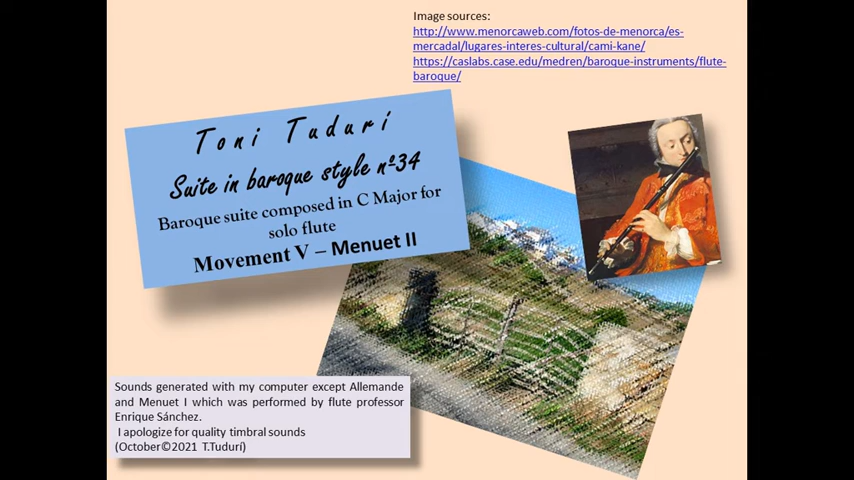 Image sources:
http://www.menorcaweb.com/fotos-de-menorca/es-
mercadal/lugares-interes-cultural/cami-kane/
https://caslabs.case.edu/medren/baroque-instruments/flute-
baroque/
Toni Tudurí
Suite in baroque style nº34
Baroque suite composed in C Major for
solo flute
Movement V – Menuet II
Sounds generated with my computer except Allemande
and Menuet I which was performed by flute professor
Enrique Sánchez.
I apologize for quality timbral sounds
(October©2021 T.Tudurí)